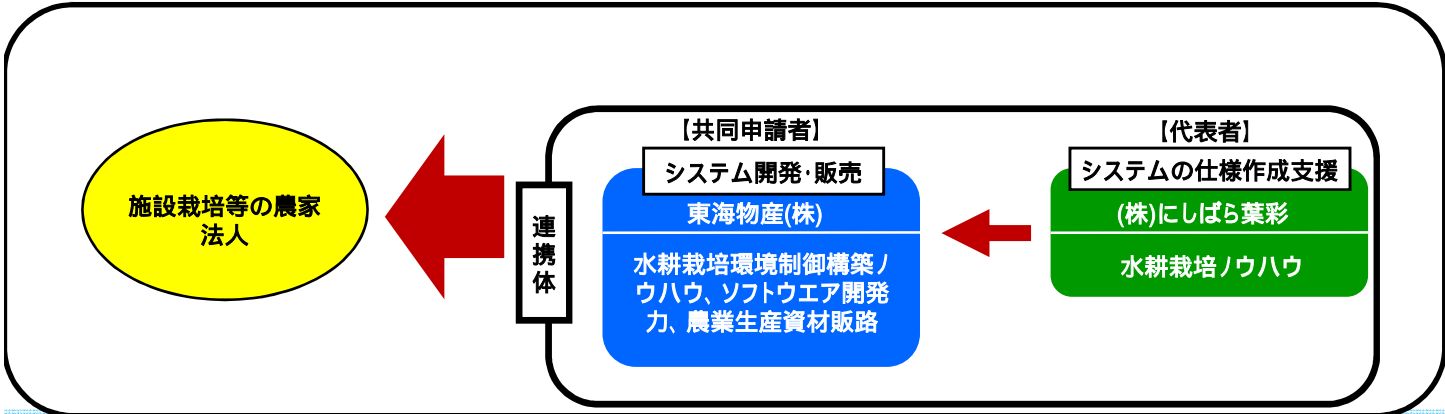 施設栽培等の農家
法人
連
携
体
【共同申請者】
システム開発・販売
東海物産(株)
水耕栽培環境制御構築ノ
ウハウ、ソフトウエア開発
力、農業生産資材販路
【代表者】
システムの仕様作成支援
(株)にしばら葉彩
水耕栽培ノウハウ